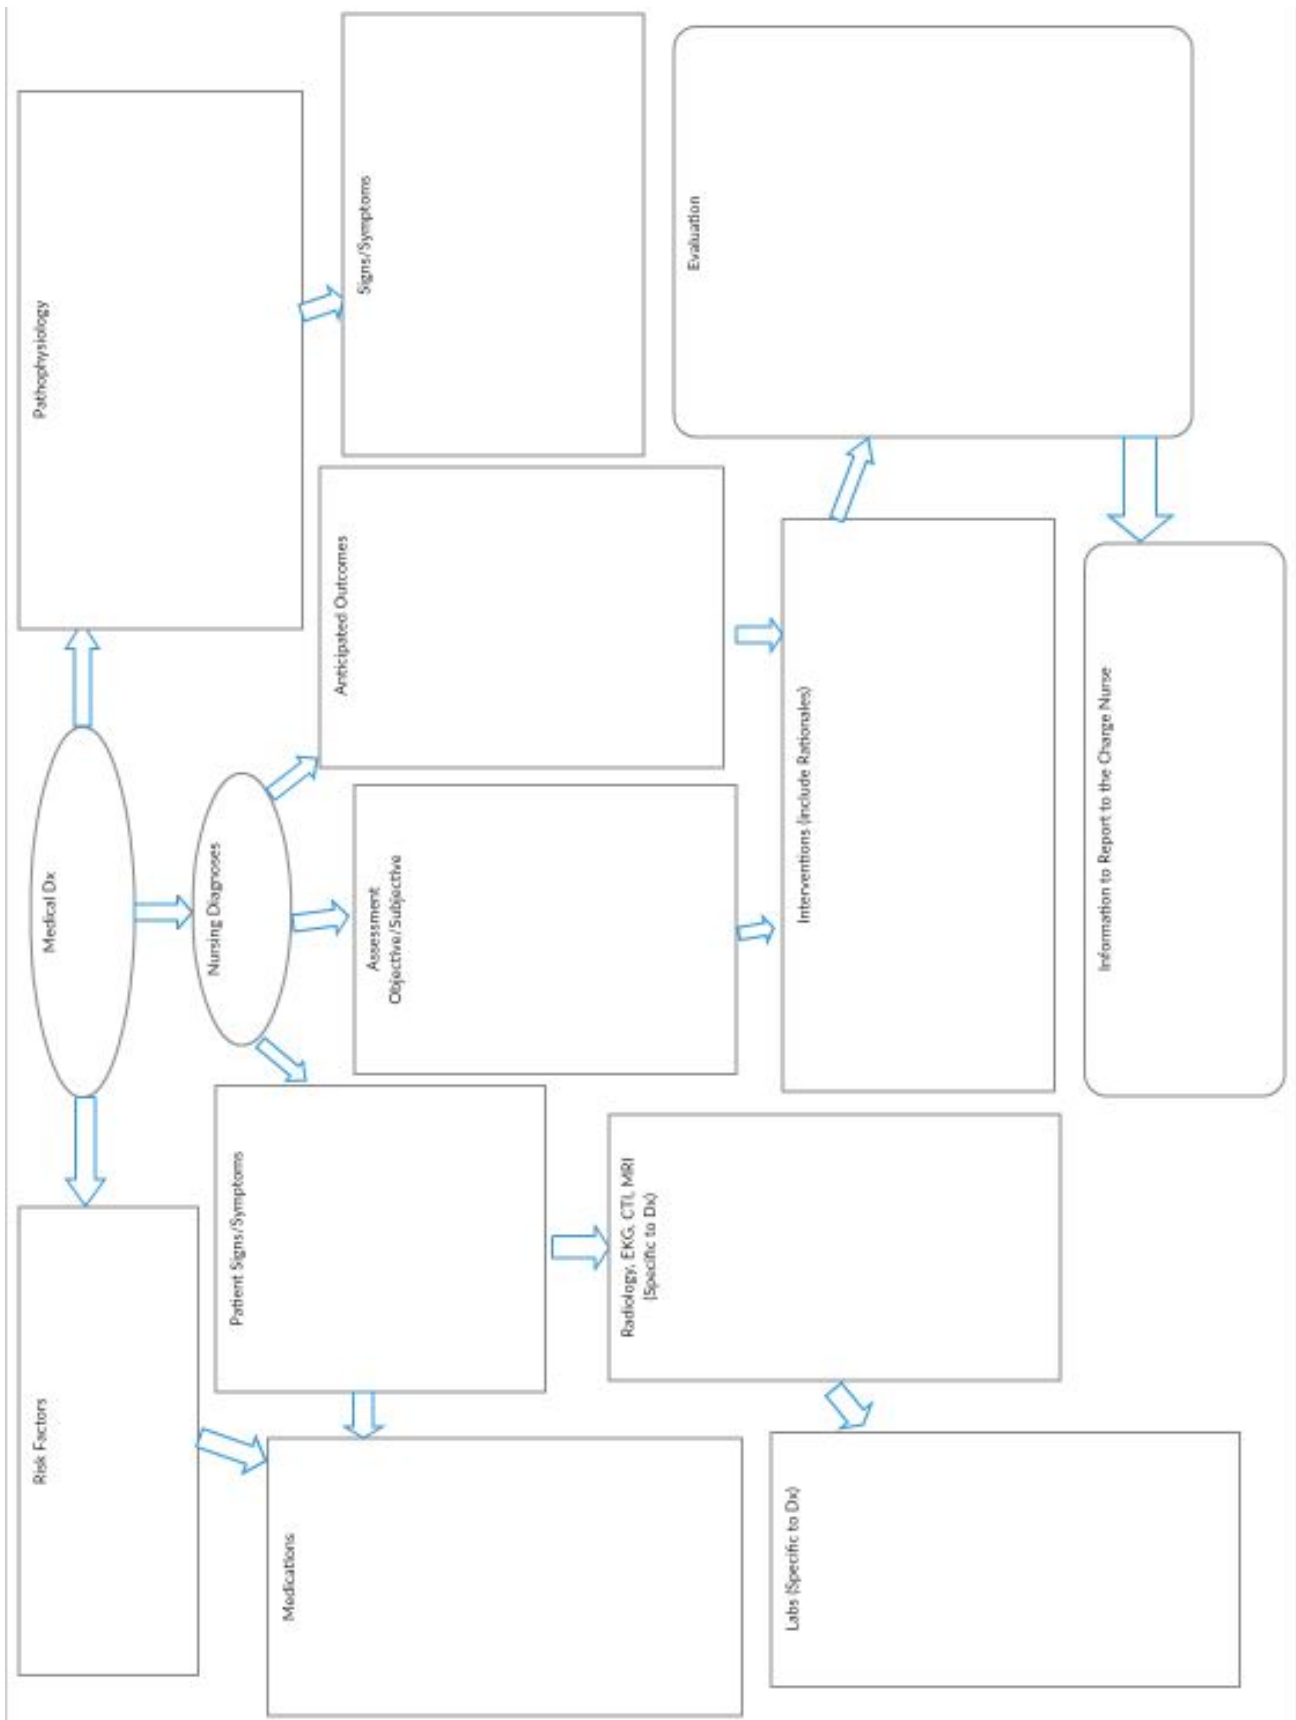 Medical Dx
Risk Factors
Pathophysiology
Nursing Diagnoses
Patient Signs/Symptoms
Medications
Anticipated Outcomes
Signs/Symptoms
Assessment
Objective/Subjective
Radiology, EKG, CTI, MRI
(Specific to Dx)
Evaluation
Labs (Specific to Dx)
Interventions (include Rationales)
Information to Report to the Charge Nurse